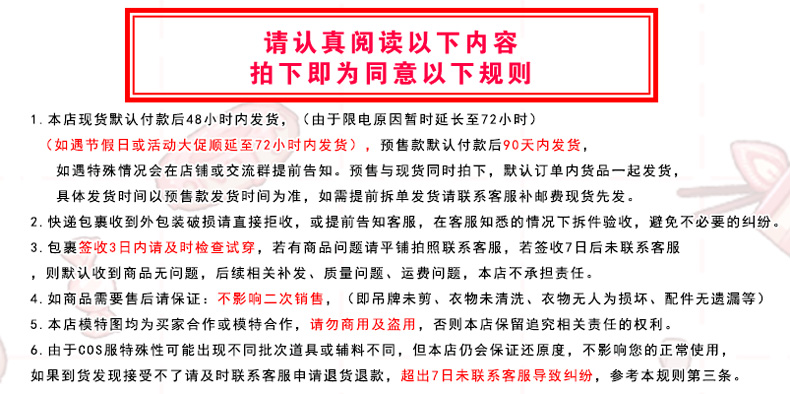 请认真阅读以下内容
拍下即为同意以下规则
1.本店现货默认付款后48小时内发货，（由于限电原因暂时延长至72小时）
（如遇节假日或活动大促顺延至72小时内发货），预售款默认付款后90天内发货，
如遇特殊情况会在店铺或交流群提前告知。预售与现货同时拍下，默认订单内货品一起发货，
具体发货时间以预售款发货时间为准，如需提前拆单发货请联系客服补邮费现货先发。
2.快递包裹收到外包装破损请直接拒收，或提前告知客服，在客服知悉的情况下拆件验收，避免不必要的纠纷。
3.包裹签收3日内请及时检查试穿，若有商品问题请平铺拍照联系客服，若签收7日后未联系客服
，则默认收到商品无问题，后续相关补发、质量问题、运费问题，本店不承担责任。
4.如商品需要售后请保证：不影响二次销售，（即吊牌未剪、衣物未清洗、衣物无人为损坏、配件无遗漏等）
5.本店模特图均为买家合作或模特合作，请勿商用及盗用，否则本店保留追究相关责任的权利。
6.由于COS服特殊性可能出现不同批次道具或辅料不同，但本店仍会保证还原度，不影响您的正常使用，
如果到货发现接受不了请及时联系客服申请退货退款，超出7日未联系客服导致纠纷，参考本规则第三条。